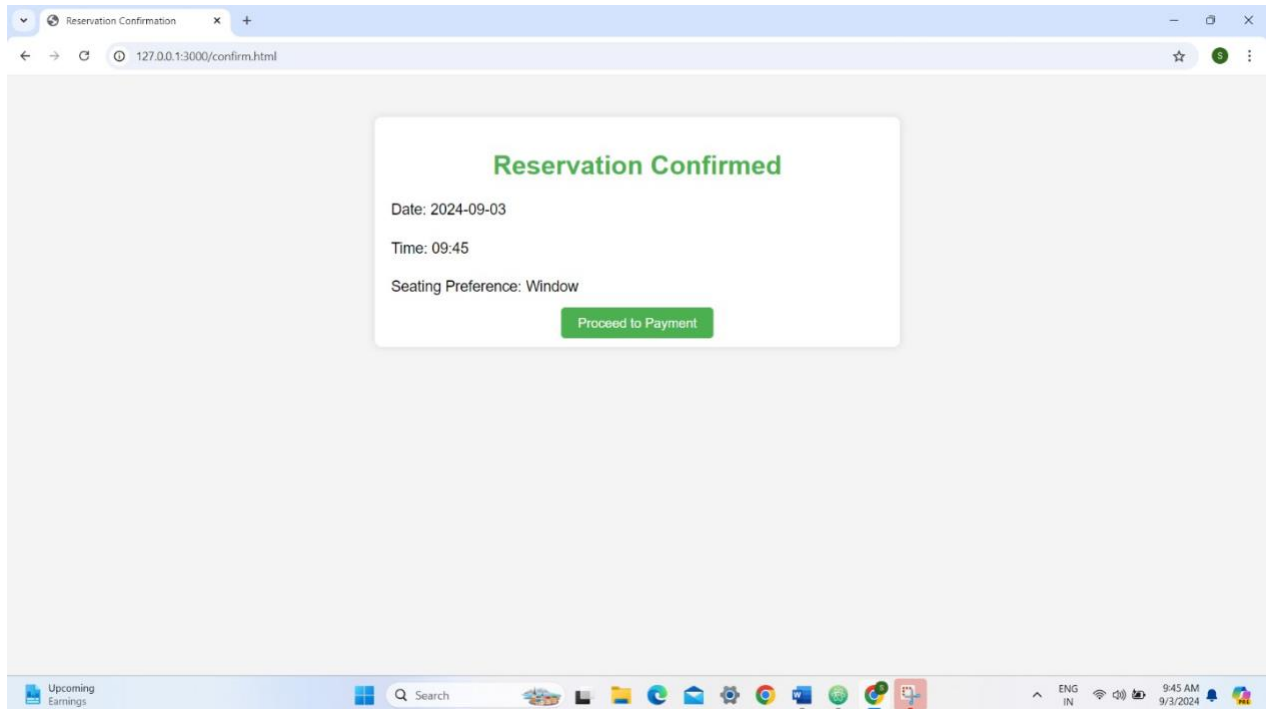 Reservation Confirmation
127.0.0.1:3000/confirm.html
S
Reservation Confirmed
Date: 2024-09-03
Time: 09:45
Seating Preference: Window
Proceed to Payment
Upcoming
Earnings
Search
ENG
IN
9:45 AM
9/3/2024